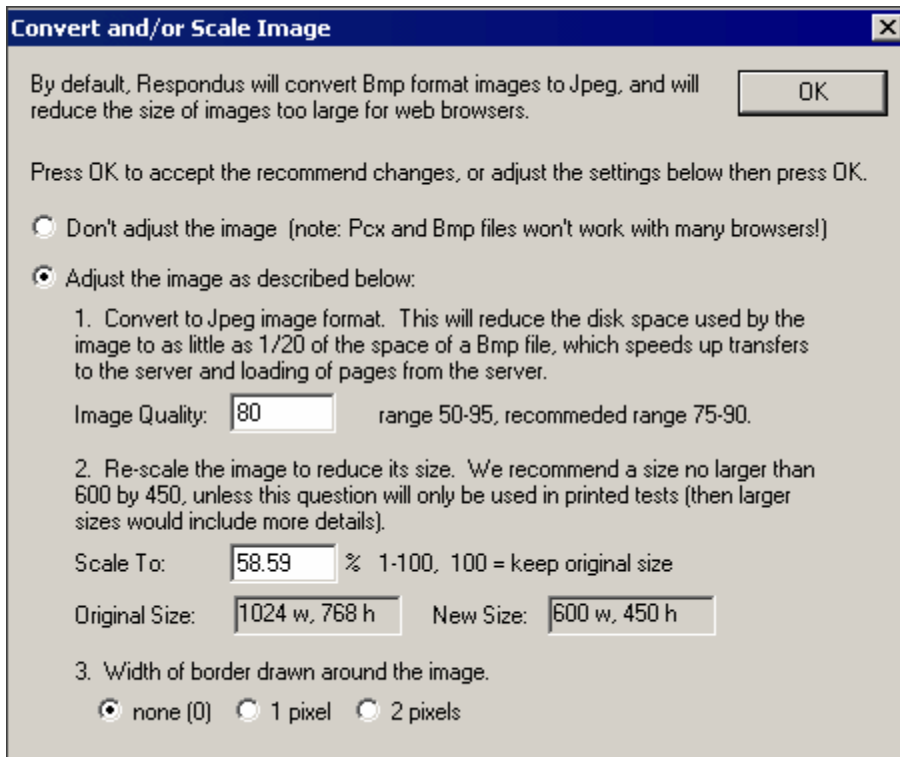 Convert and/or Scale Image
By default, Respondus will convert Bmp format images to Jpeg, and will
reduce the size of images too large for web browsers.
OK
Press OK to accept the recommend changes, or adjust the settings below then press OK.
Don't adjust the image (note: Pcx and Bmp files won't work with many browsers!)
Adjust the image as described below:
1. Convert to Jpeg image format. This will reduce the disk space used by the
image to as little as 1/20 of the space of a Bmp file, which speeds up transfers
to the server and loading of pages from the server.
Image Quality: 80 range 50-95, recommeded range 75-90.
2. Re-scale the image to reduce its size. We recommend a size no larger than
600 by 450, unless this question will only be used in printed tests (then larger
sizes would include more details).
Scale To: 58.59 % 1-100, 100 = keep original size
Original Size: 1024 w, 768 h New Size: 600 w, 450 h
3. Width of border drawn around the image.
none (0) 1 pixel 2 pixels